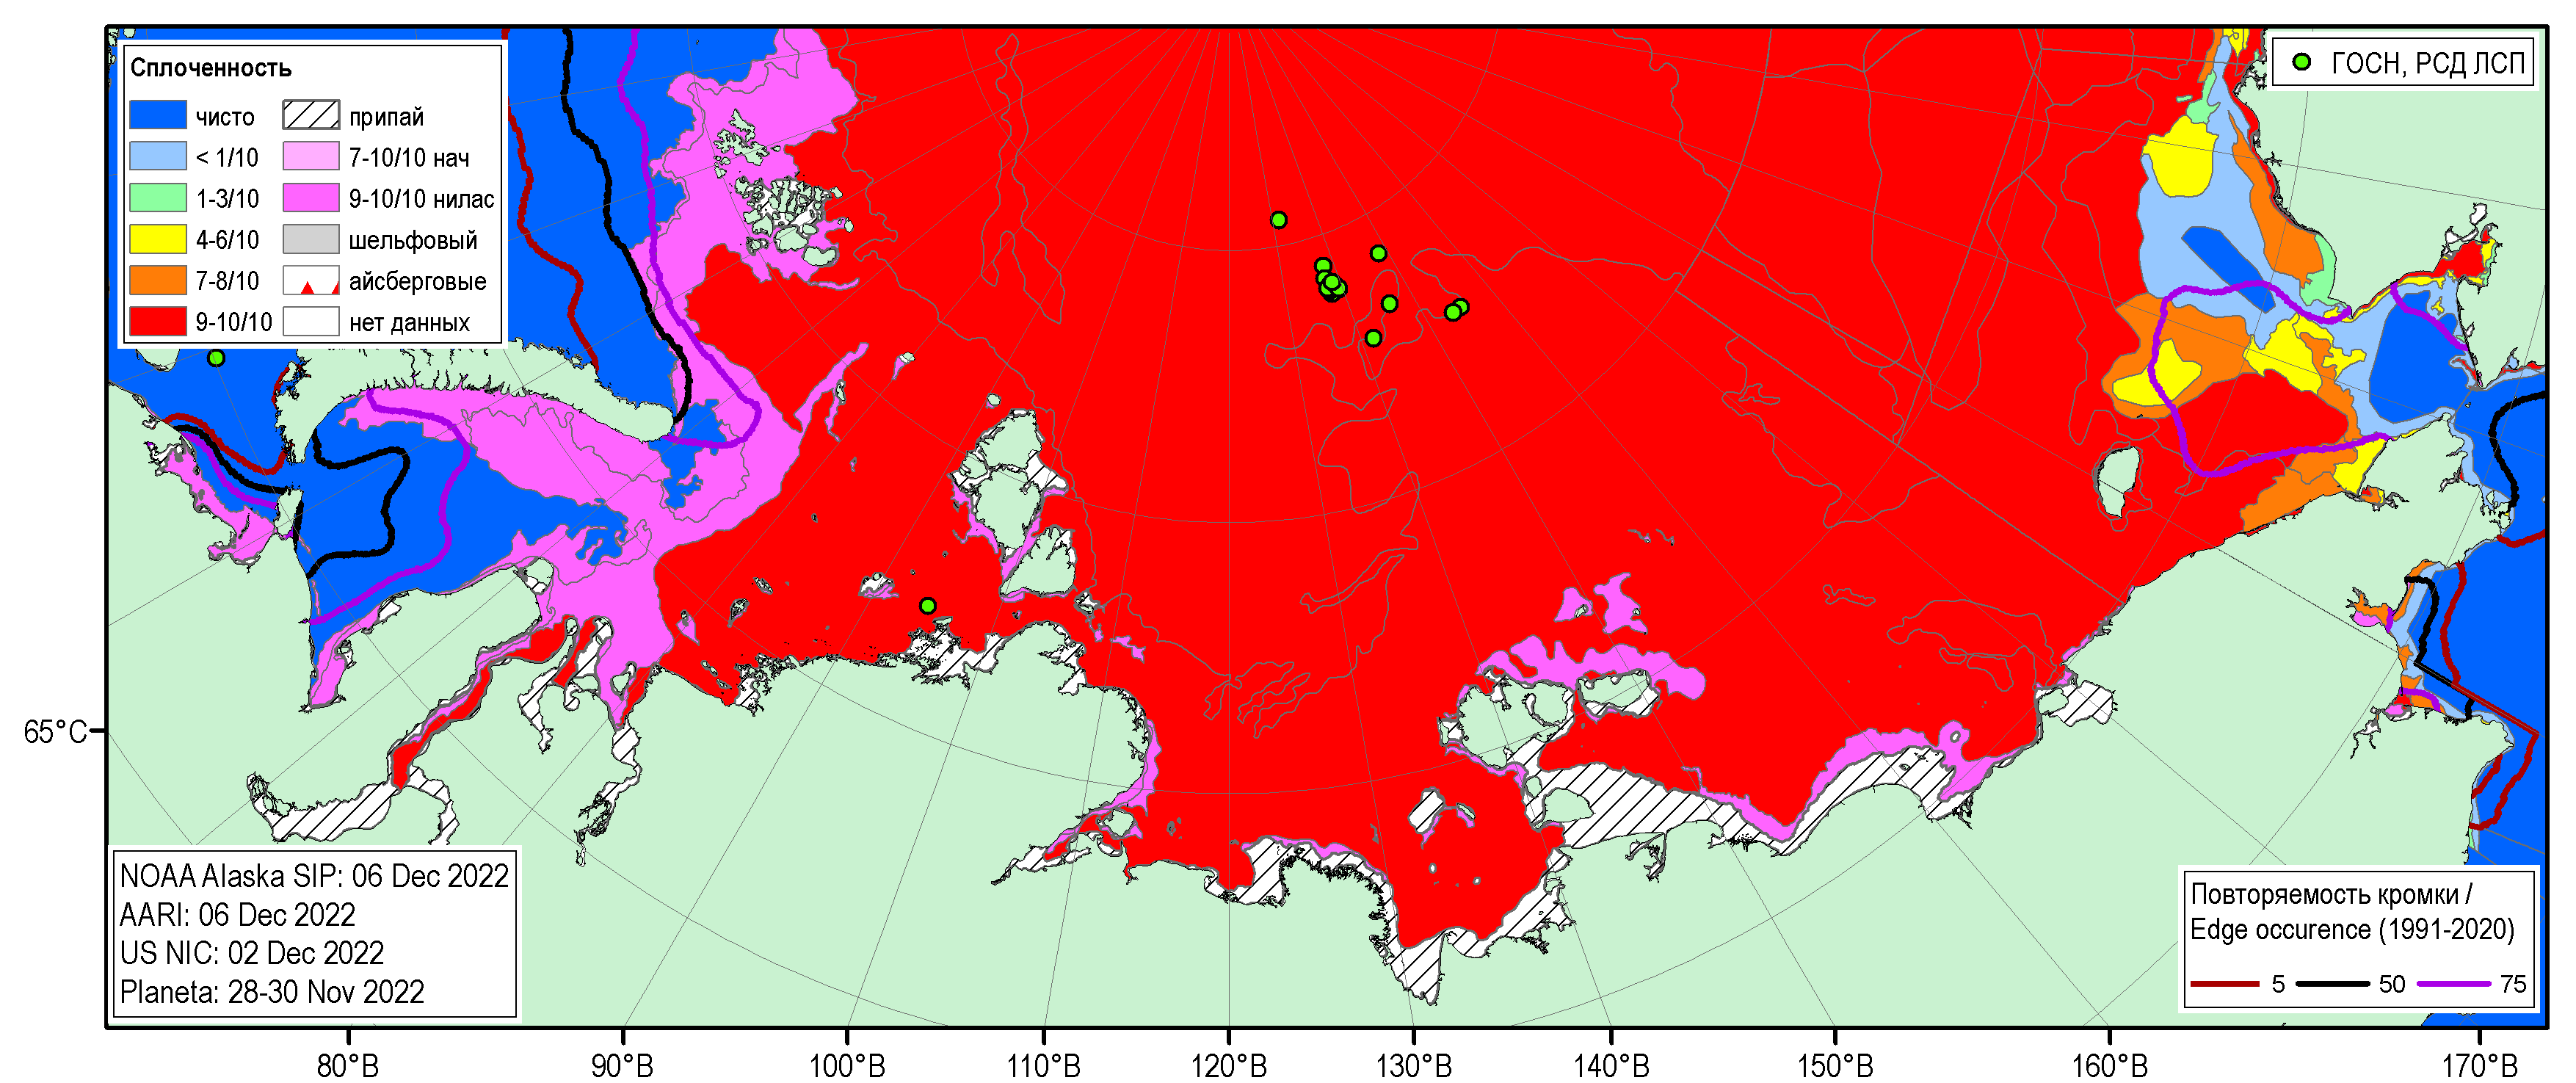 Сплоченность
чисто
< 1/10
1-3/10
4-6/10
7-8/10
9-10/10
припай
7-10/10 нач
9-10/10 нилас
шельфовый
айсберговые
нет данных
ГОСН, РСД ЛСП
65°С
NOAA Alaska SIP: 06 Dec 2022
AARI: 06 Dec 2022
US NIC: 02 Dec 2022
Planeta: 28-30 Nov 2022
Повторяемость кромки /
Edge occurence (1991-2020)
5 50 75
80°В 90°В 100°В 110°В 120°В 130°В 140°В 150°В 160°В 170°В